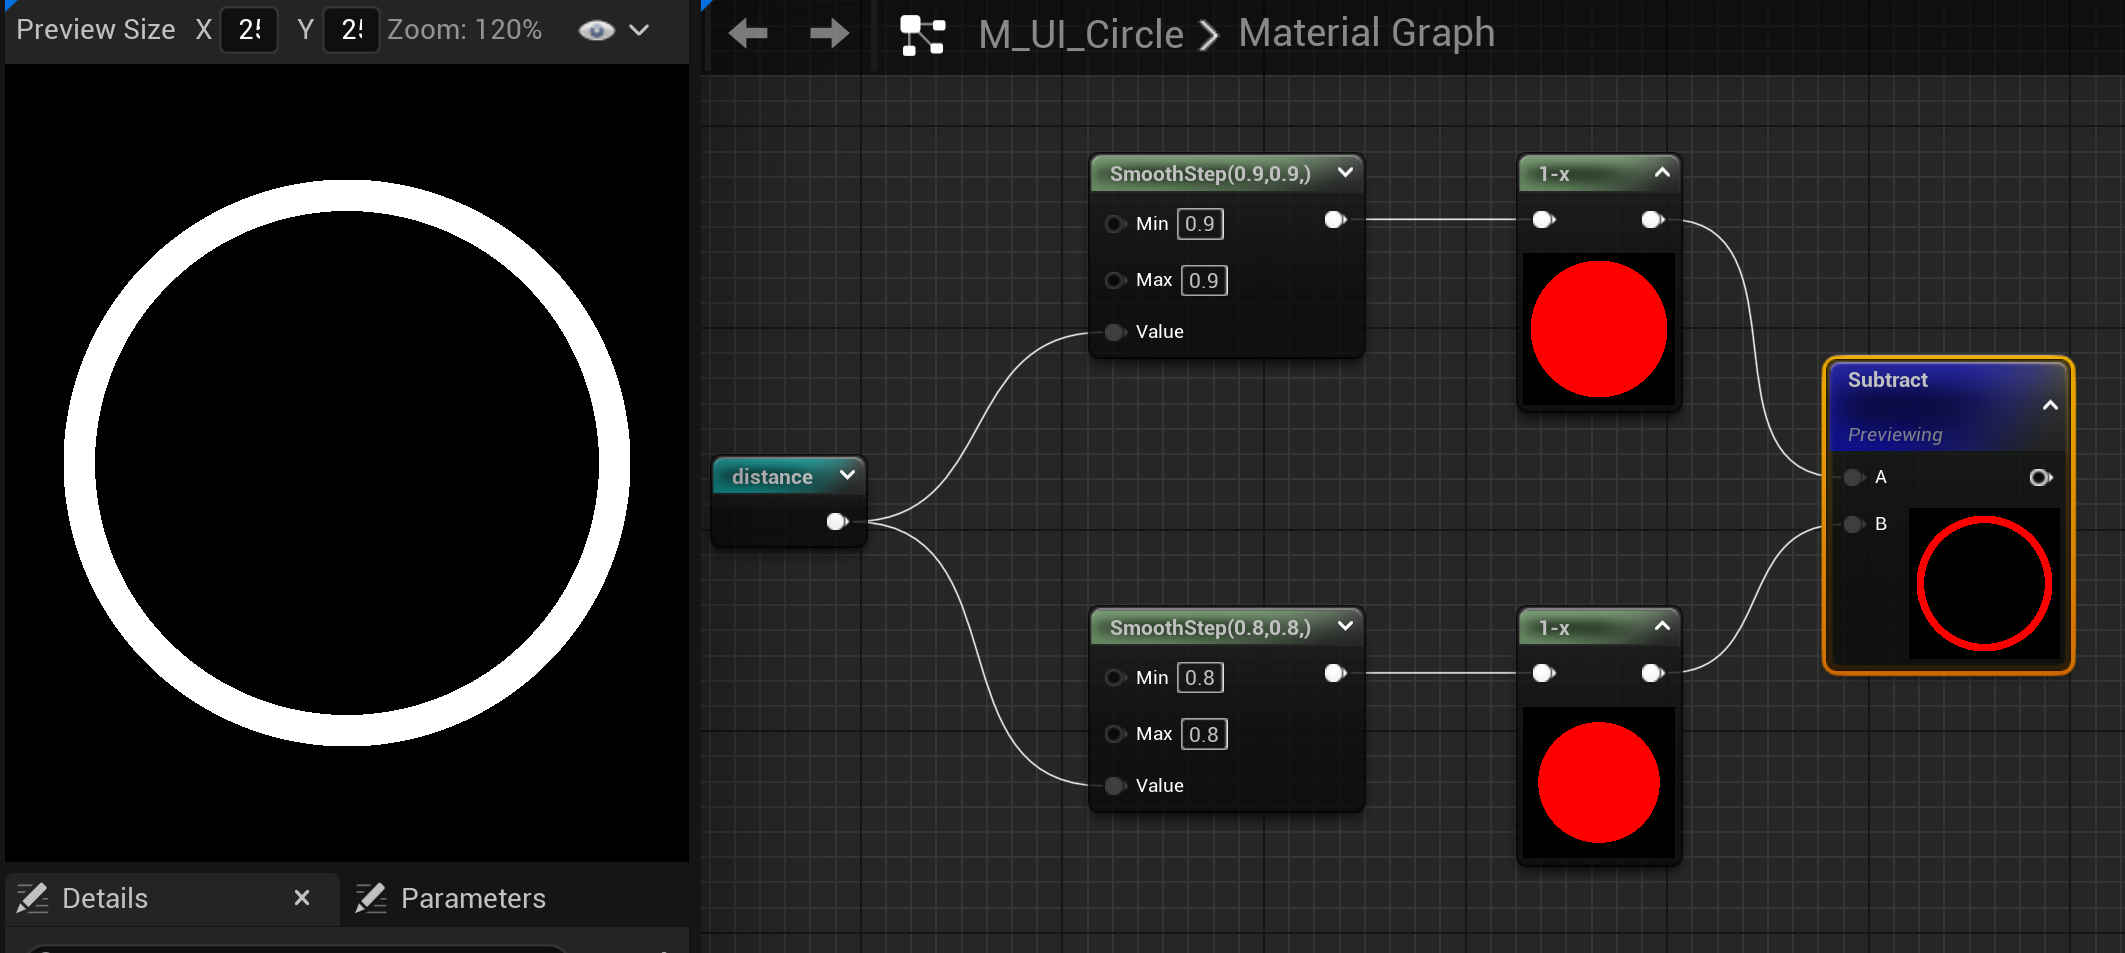 Preview Size X 2 Y 2 Zoom: 120%
M_UI_Circle Material Graph
SmoothStep(0.9,0.9,)
Min 0.9
Max 0.9
Value
1-x
distance
SmoothStep(0.8,0.8,)
Min 0.8
Max 0.8
Value
1-x
Subtract
Previewing
A
B
Details
Parameters